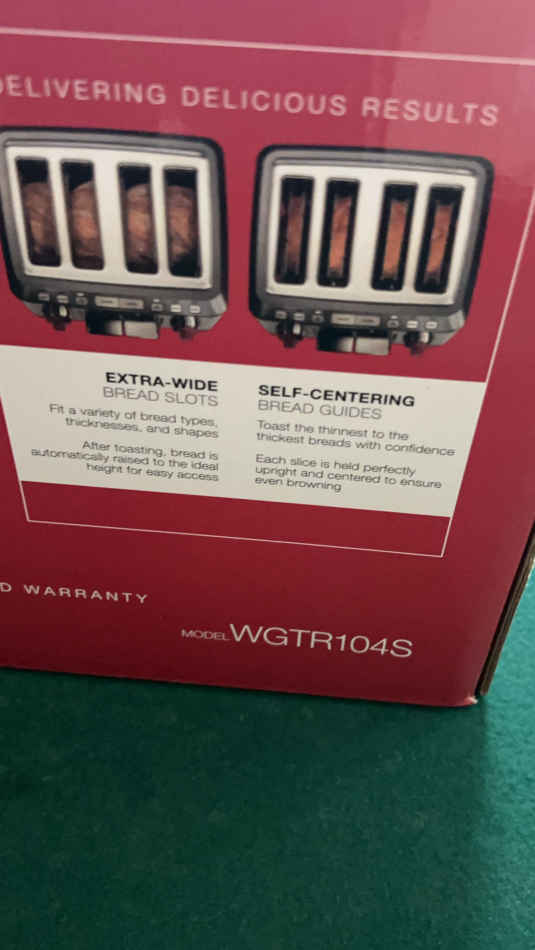 DELIVERING DELICIOUS RESULTS
EXTRA-WIDE
BREAD SLOTS
Fit a variety of bread types,
thicknesses, and shapes
After toasting, bread is
automatically raised to the ideal
height for easy access
SELF-CENTERING
BREAD GUIDES
Toast the thinnest to the
thickest breads with confidence
Each slice is held perfectly
upright and centered to ensure
even browning
D WARRANTY
MODEL WGTR104S